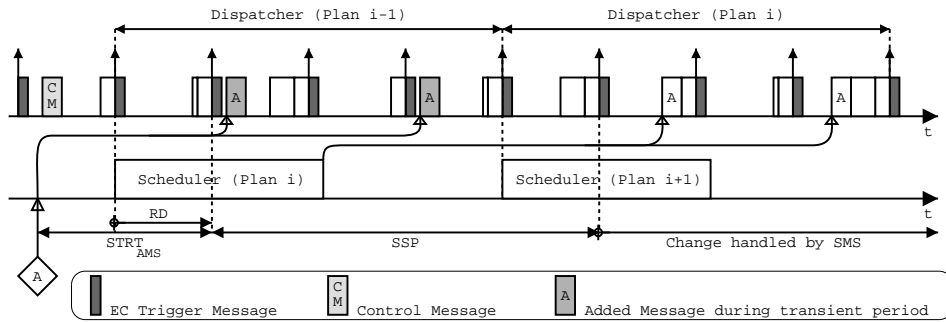 Dispatcher (Plan i-1) Dispatcher (Plan i)
C
M
A A A A
t
Scheduler (Plan i) Scheduler (Plan i+1)
t
RD
STRT AMS SSP Change handled by SMS
A
EC Trigger Message
C
M
Control Message
A
Added Message during transient period